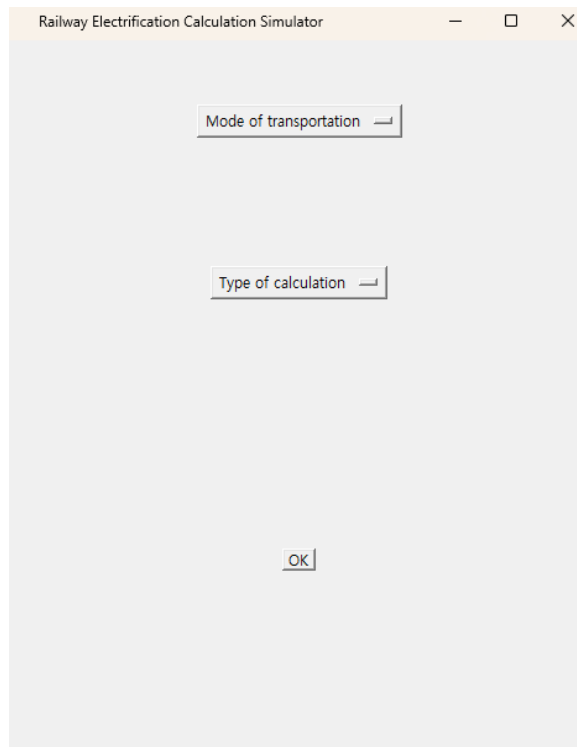 Railway Electrification Calculation Simulator
Mode of transportation
Type of calculation
OK